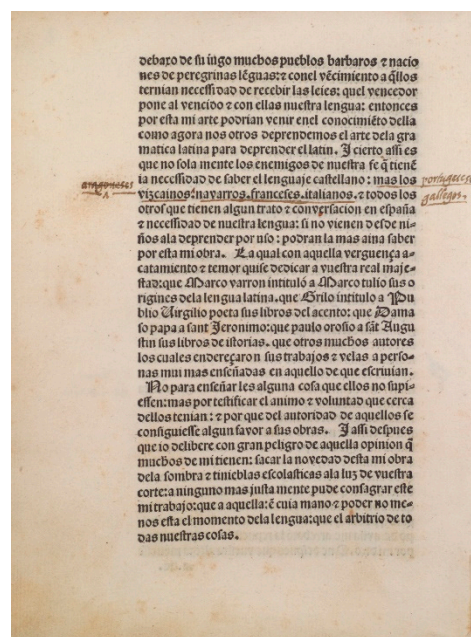 debaxo de su iugo muchos pueblos barbaros ⁊ nacio
nes de peregrinas lẽguas: ⁊ conel vẽcimiento aq̃llos
ternian necessidad de recebir las leies: quel vencedor
pone al vencido ⁊ con ellas nuestra lengua: entonces
por esta mi arte podrian venir enel conocimiẽto della
como agora nos otros deprendemos el arte dela gra
matica latina para deprender el latin. I cierto assi es
que no sola mente los enemigos de nuestra fe q̃ tienẽ
ia necessidad de saber el lenguaje castellano: mas los
aragoneses
portugueses
vizcainos. navarros. franceses. italianos. ⁊ todos los
gallegos.
otros que tienen algun trato ⁊ conversacion en españa
⁊ necessidad de nuestra lengua: si no vienen desde ni-
ños ala deprender por uso: podran la mas aina saber
por esta mi obra. La qual con aquella verguença a-
catamiento ⁊ temor quise dedicar a vuestra real maje-
stad: que Marco varron intituló a Marco tulio sus o
rigines dela lengua latina. que Grilo intitulo a Pu
blio Virgilio poeta sus libros del acento: que Dama
so papa a sant Jeronimo: que paulo orosio a sãt Augu
stin sus libros de istorias. que otros muchos autores
los cuales endereçaron sus trabajos ⁊ velas a perso-
nas mui mas enseñadas en aquello de que escrivian.
No para enseñar les alguna cosa que ellos no supi-
essen: mas por testificar el animo ⁊ voluntad que cerca
dellos tenian: ⁊ por que del autoridad de aquellos se
consiguiesse algun favor a sus obras. I assi despues
que io delibere con gran peligro de aquella opinion q̃
muchos de mi tienen: sacar la novedad desta mi obra
dela sombra ⁊ tinieblas escolasticas ala luz de vuestra
corte: a ninguno mas justa mente pude consagrar este
mi trabajo: que a aquella: ẽ cuia mano ⁊ poder no me-
nos esta el momento dela lengua: que el arbitrio de to
das nuestras cosas.